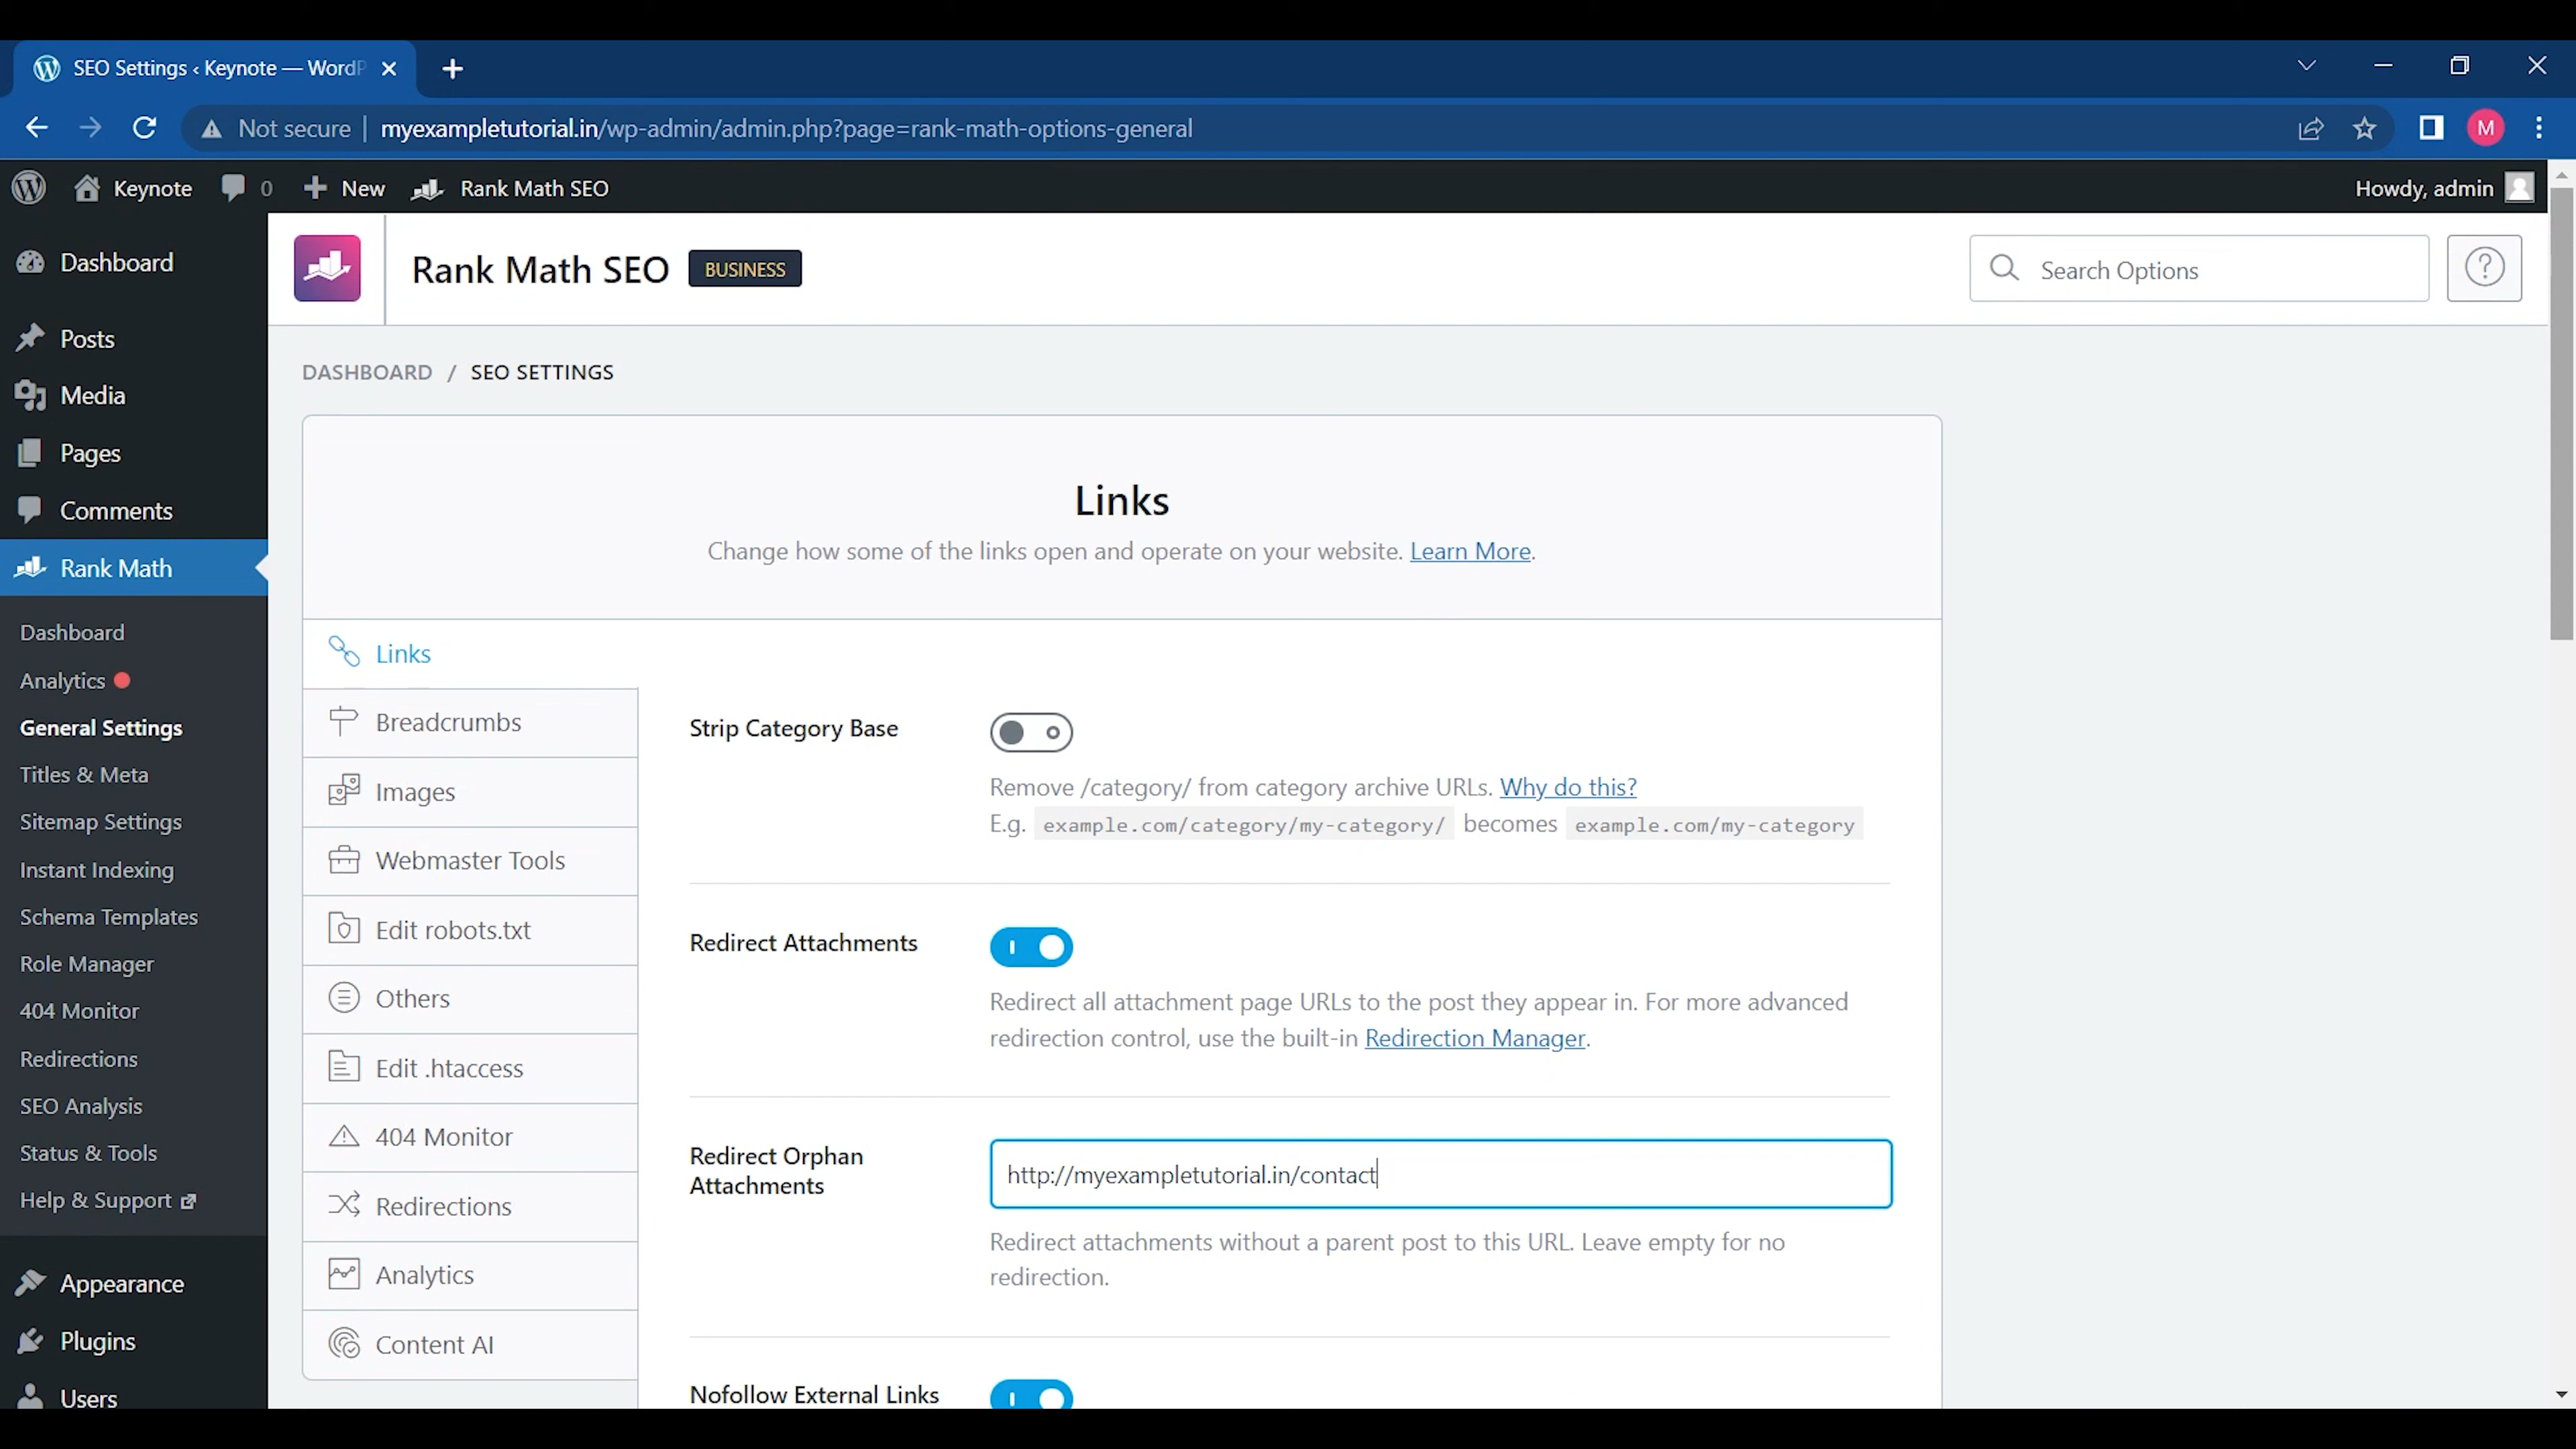 SEO Settings ‹ Keynote — WordP
Not secure
myexampletutorial.in/wp-admin/admin.php?page=rank-math-options-general
M
Keynote
0
New
Rank Math SEO
Howdy, admin
Dashboard
Posts
Media
Pages
Comments
Rank Math
Dashboard
Analytics
General Settings
Titles & Meta
Sitemap Settings
Instant Indexing
Schema Templates
Role Manager
404 Monitor
Redirections
SEO Analysis
Status & Tools
Help & Support
Appearance
Plugins
Users
Rank Math SEO
BUSINESS
Search Options
DASHBOARD / SEO SETTINGS
Links
Change how some of the links open and operate on your website. Learn More.
Links
Breadcrumbs
Images
Webmaster Tools
Edit robots.txt
Others
Edit .htaccess
404 Monitor
Redirections
Analytics
Content AI
Strip Category Base
Remove /category/ from category archive URLs. Why do this?
E.g. example.com/category/my-category/ becomes example.com/my-category
Redirect Attachments
Redirect all attachment page URLs to the post they appear in. For more advanced
redirection control, use the built-in Redirection Manager.
Redirect Orphan
Attachments
http://myexampletutorial.in/contact
Redirect attachments without a parent post to this URL. Leave empty for no
redirection.
Nofollow External Links